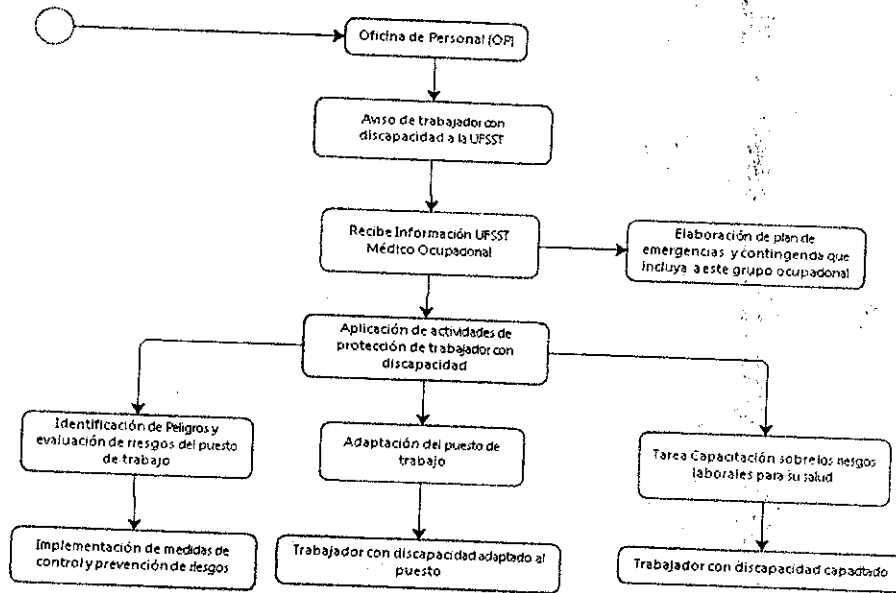 Oficina de Personal (OP)
Aviso de trabajador con
discapacidad a la UFSST
Recibe Información UFSST
Médico Ocupacional
Elaboración de plan de
emergencias y contingencia que
incluya a este grupo ocupacional
Aplicación de actividades de
protección de trabajador con
discapacidad
Identificación de Peligros y
evaluación de riesgos del puesto
de trabajo
Adaptación del puesto de
trabajo
Tarea Capacitación sobre los riesgos
laborales para su salud
Implementación de medidas de
control y prevención de riesgos
Trabajador con discapacidad adaptado al
puesto
Trabajador con discapacidad capacitado